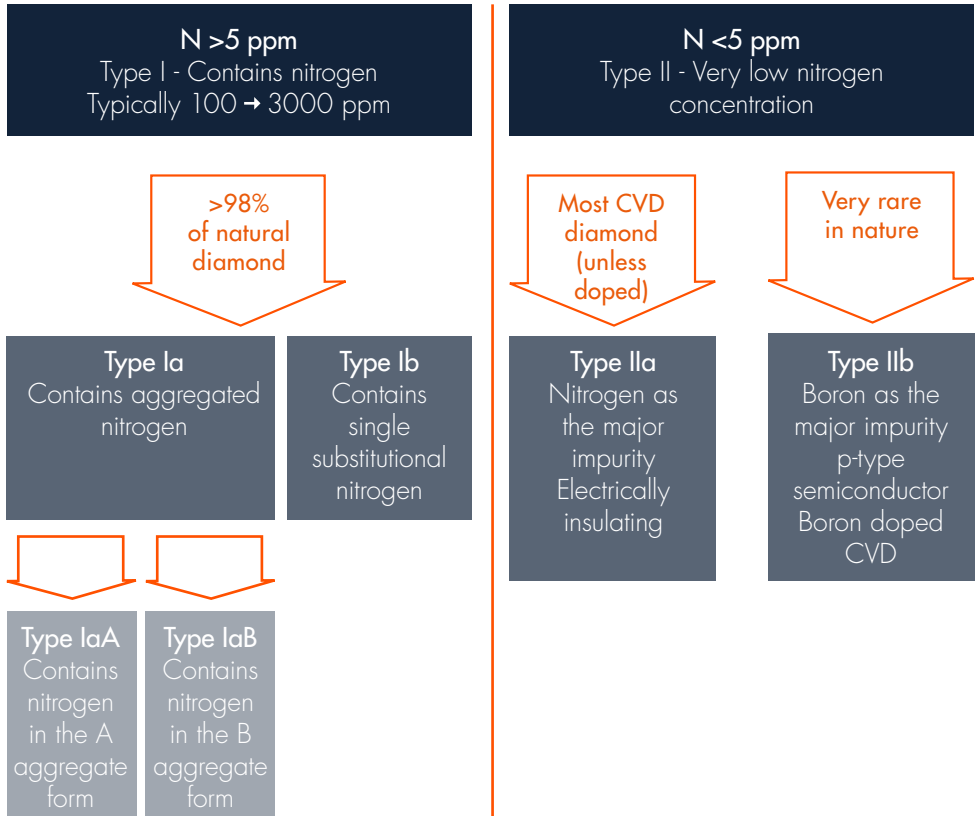 N >5 ppm
Type I - Contains nitrogen
Typically 100 → 3000 ppm
N <5 ppm
Type II - Very low nitrogen
concentration
>98%
of natural
diamond
Most CVD
diamond
(unless
doped)
Very rare
in nature
Type Ia
Contains aggregated
nitrogen
Type Ib
Contains
single
substitutional
nitrogen
Type IIa
Nitrogen as
the major
impurity
Electrically
insulating
Type IIb
Boron as the
major impurity
p-type
semiconductor
Boron doped
CVD
Type IaA
Contains
nitrogen
in the A
aggregate
form
Type IaB
Contains
nitrogen
in the B
aggregate
form